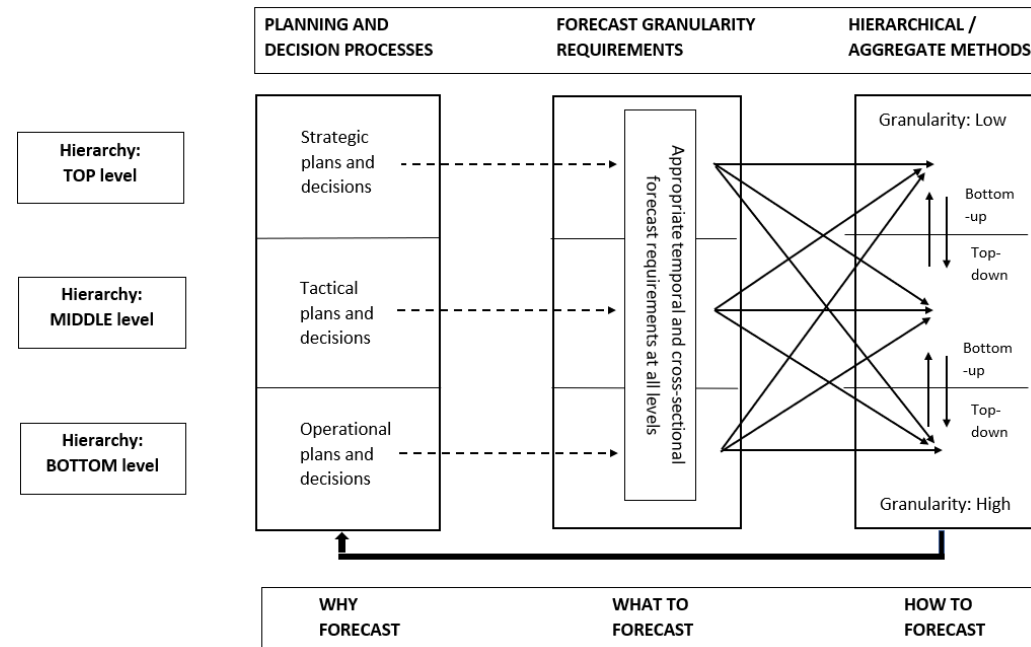 PLANNING AND
DECISION PROCESSES
FORECAST GRANULARITY
REQUIREMENTS
HIERARCHICAL /
AGGREGATE METHODS
Hierarchy:
TOP level
Strategic
plans and
decisions
Hierarchy:
MIDDLE level
Tactical
plans and
decisions
Hierarchy:
BOTTOM level
Operational
plans and
decisions
Appropriate temporal and cross-sectional
forecast requirements at all levels
Granularity: Low
Bottom
-up
Top-
down
Bottom
-up
Top-
down
Granularity: High
WHY
FORECAST
WHAT TO
FORECAST
HOW TO
FORECAST